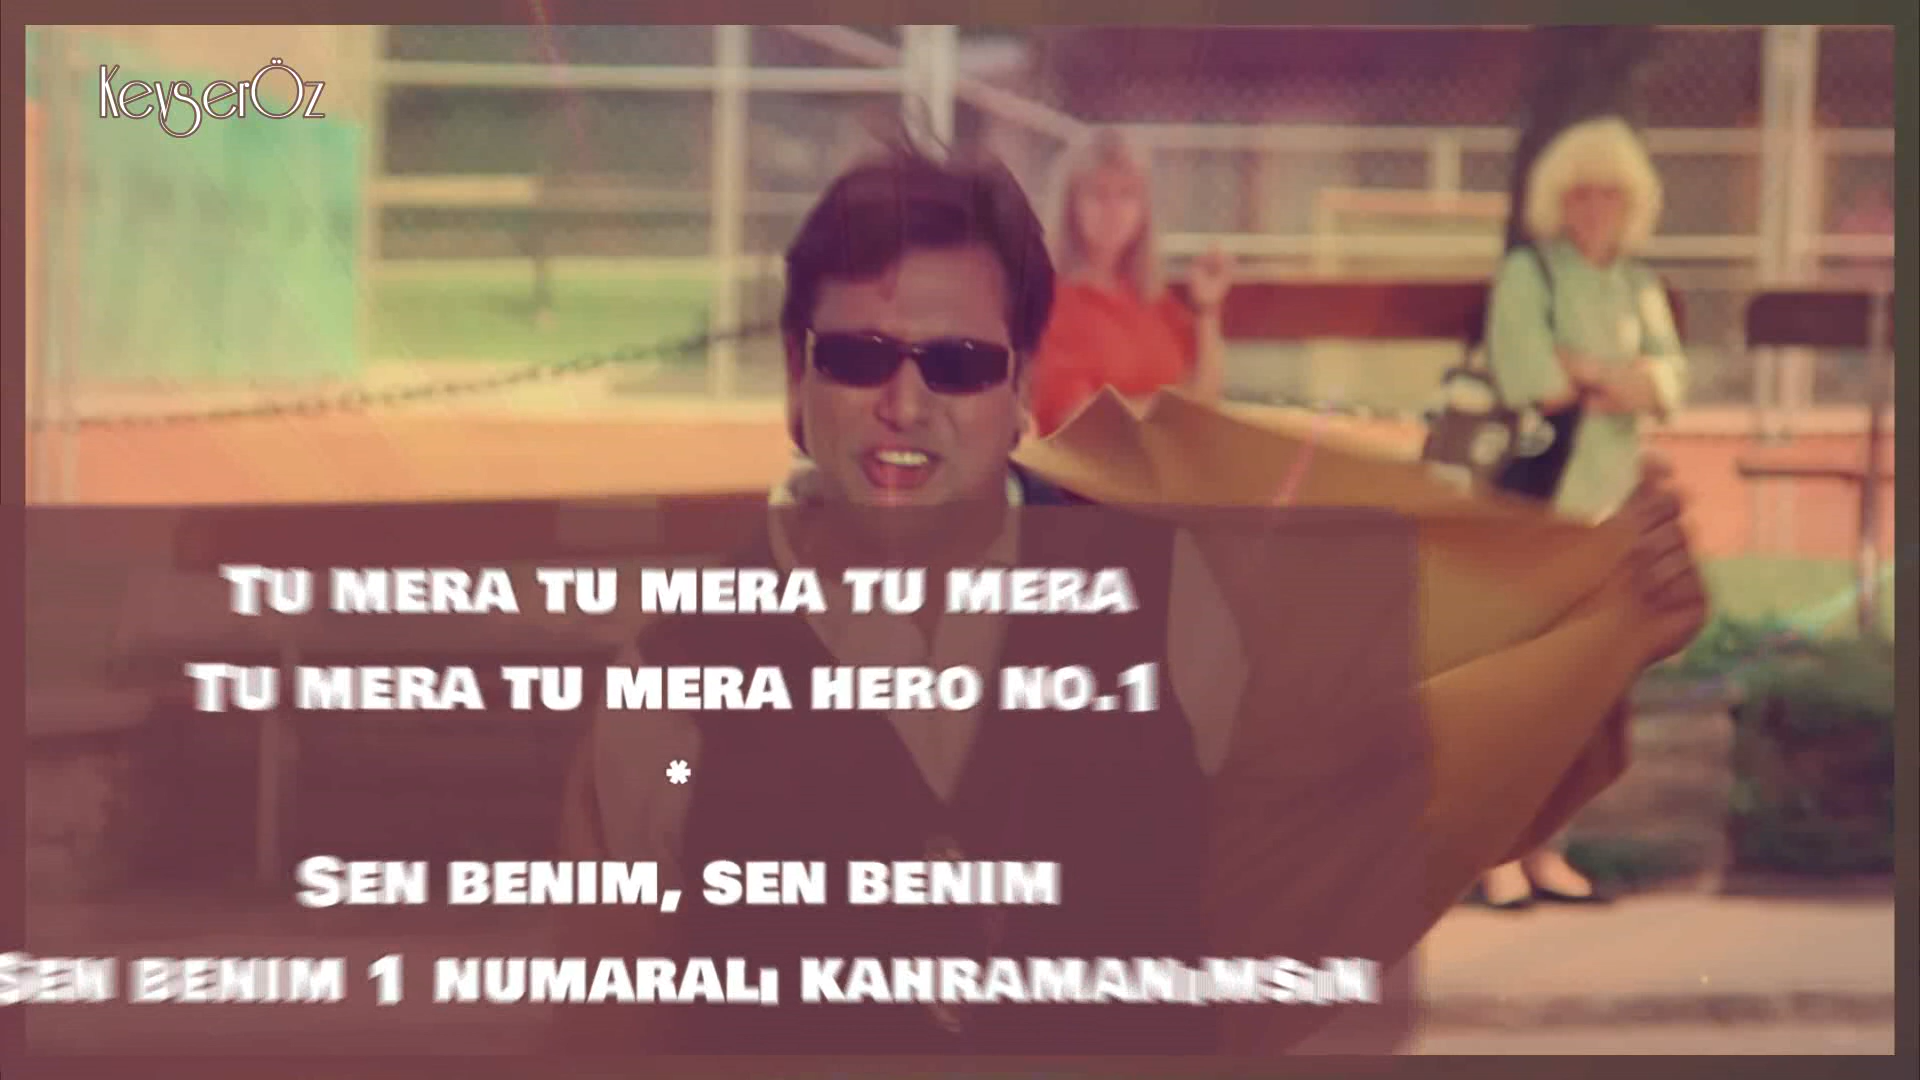 KeyserÖz
Tu mera tu mera tu mera
Tu mera tu mera hero no.1
*
Sen benim, sen benim
Sen benim 1 numaralı kahramanımsın